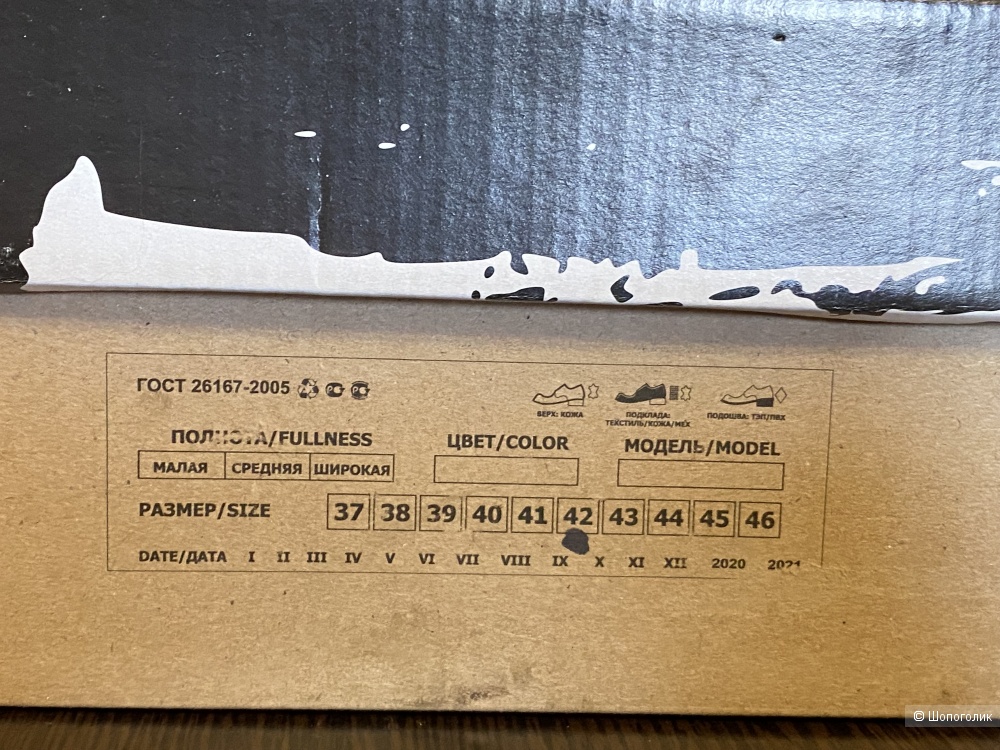 ГОСТ 26167-2005
ВЕРХ: КОЖА
ПОДКЛАДА:
ТЕКСТИЛЬ/КОЖА/МЕХ
ПОДОШВА: ТЭП/ПВХ
ПОЛНОТА/FULLNESS
ЦВЕТ/COLOR
МОДЕЛЬ/MODEL
МАЛАЯ СРЕДНЯЯ ШИРОКАЯ
РАЗМЕР/SIZE 37 38 39 40 41 42 43 44 45 46
DATE/ДАТА I II III IV V VI VII VIII IX X XI XII 2020 2021
© Шопоголик